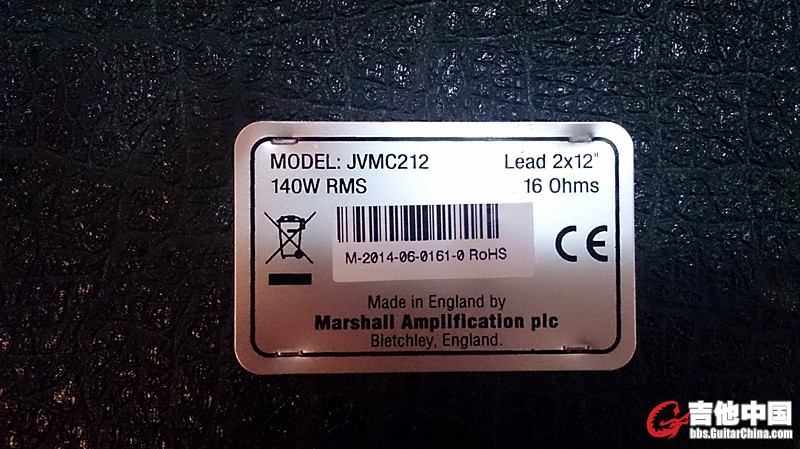 MODEL: JVMC212 Lead 2x12"
140W RMS 16 Ohms
M-2014-06-0161-0 RoHS
CE
Made in England by
Marshall Amplification plc
Bletchley, England.
吉他中国
bbs.GuitarChina.com